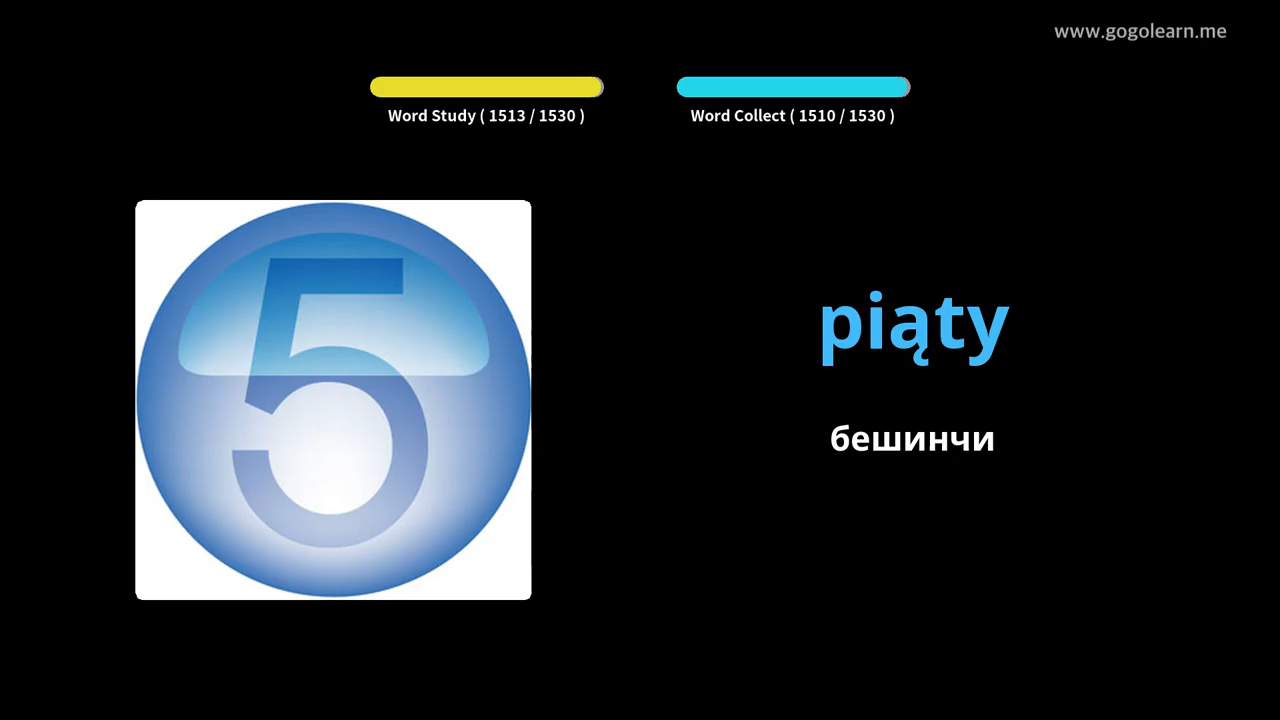 www.gogolearn.me
Word Study ( 1513 / 1530 )
Word Collect ( 1510 / 1530 )
5
piąty
бешинчи